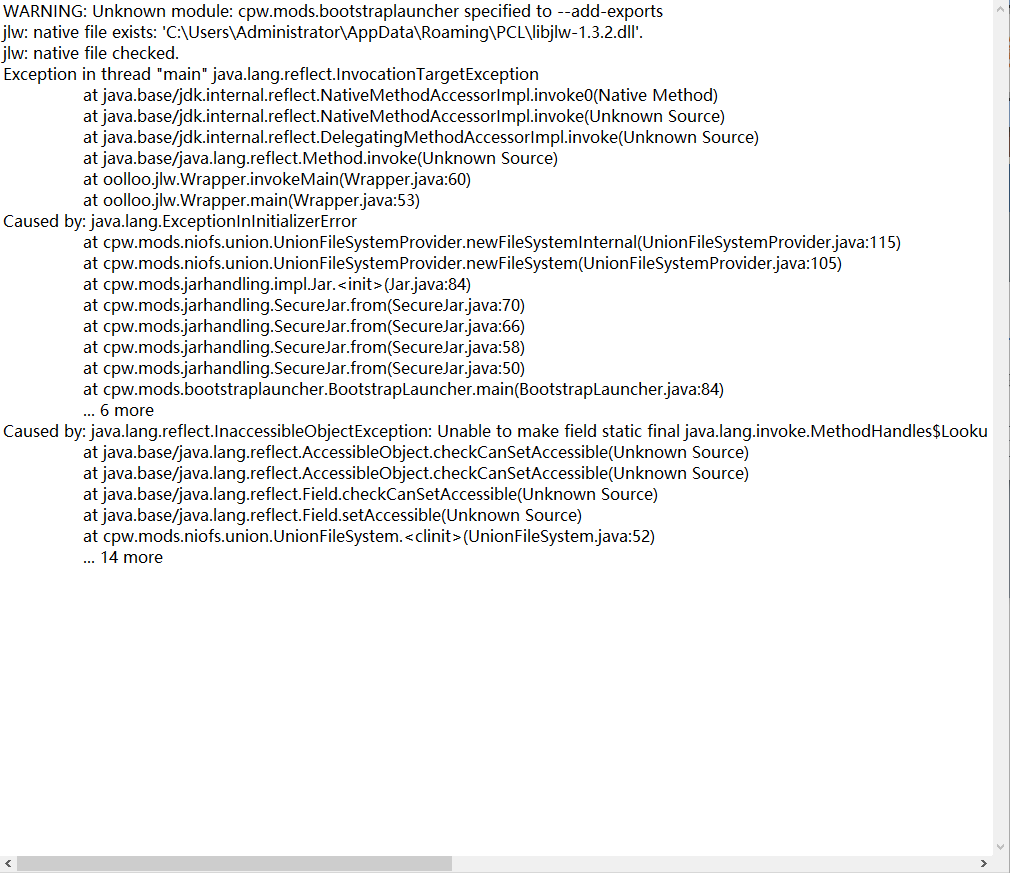 WARNING: Unknown module: cpw.mods.bootstraplauncher specified to --add-exports
jlw: native file exists: 'C:\Users\Administrator\AppData\Roaming\PCL\libjlw-1.3.2.dll'.
jlw: native file checked.
Exception in thread "main" java.lang.reflect.InvocationTargetException
at java.base/jdk.internal.reflect.NativeMethodAccessorImpl.invoke0(Native Method)
at java.base/jdk.internal.reflect.NativeMethodAccessorImpl.invoke(Unknown Source)
at java.base/jdk.internal.reflect.DelegatingMethodAccessorImpl.invoke(Unknown Source)
at java.base/java.lang.reflect.Method.invoke(Unknown Source)
at oolloo.jlw.Wrapper.invokeMain(Wrapper.java:60)
at oolloo.jlw.Wrapper.main(Wrapper.java:53)
Caused by: java.lang.ExceptionInInitializerError
at cpw.mods.niofs.union.UnionFileSystemProvider.newFileSystemInternal(UnionFileSystemProvider.java:115)
at cpw.mods.niofs.union.UnionFileSystemProvider.newFileSystem(UnionFileSystemProvider.java:105)
at cpw.mods.jarhandling.impl.Jar.<init>(Jar.java:84)
at cpw.mods.jarhandling.SecureJar.from(SecureJar.java:70)
at cpw.mods.jarhandling.SecureJar.from(SecureJar.java:66)
at cpw.mods.jarhandling.SecureJar.from(SecureJar.java:58)
at cpw.mods.jarhandling.SecureJar.from(SecureJar.java:50)
at cpw.mods.bootstraplauncher.BootstrapLauncher.main(BootstrapLauncher.java:84)
... 6 more
Caused by: java.lang.reflect.InaccessibleObjectException: Unable to make field static final java.lang.invoke.MethodHandles$Looku
at java.base/java.lang.reflect.AccessibleObject.checkCanSetAccessible(Unknown Source)
at java.base/java.lang.reflect.AccessibleObject.checkCanSetAccessible(Unknown Source)
at java.base/java.lang.reflect.Field.checkCanSetAccessible(Unknown Source)
at java.base/java.lang.reflect.Field.setAccessible(Unknown Source)
at cpw.mods.niofs.union.UnionFileSystem.<clinit>(UnionFileSystem.java:52)
... 14 more